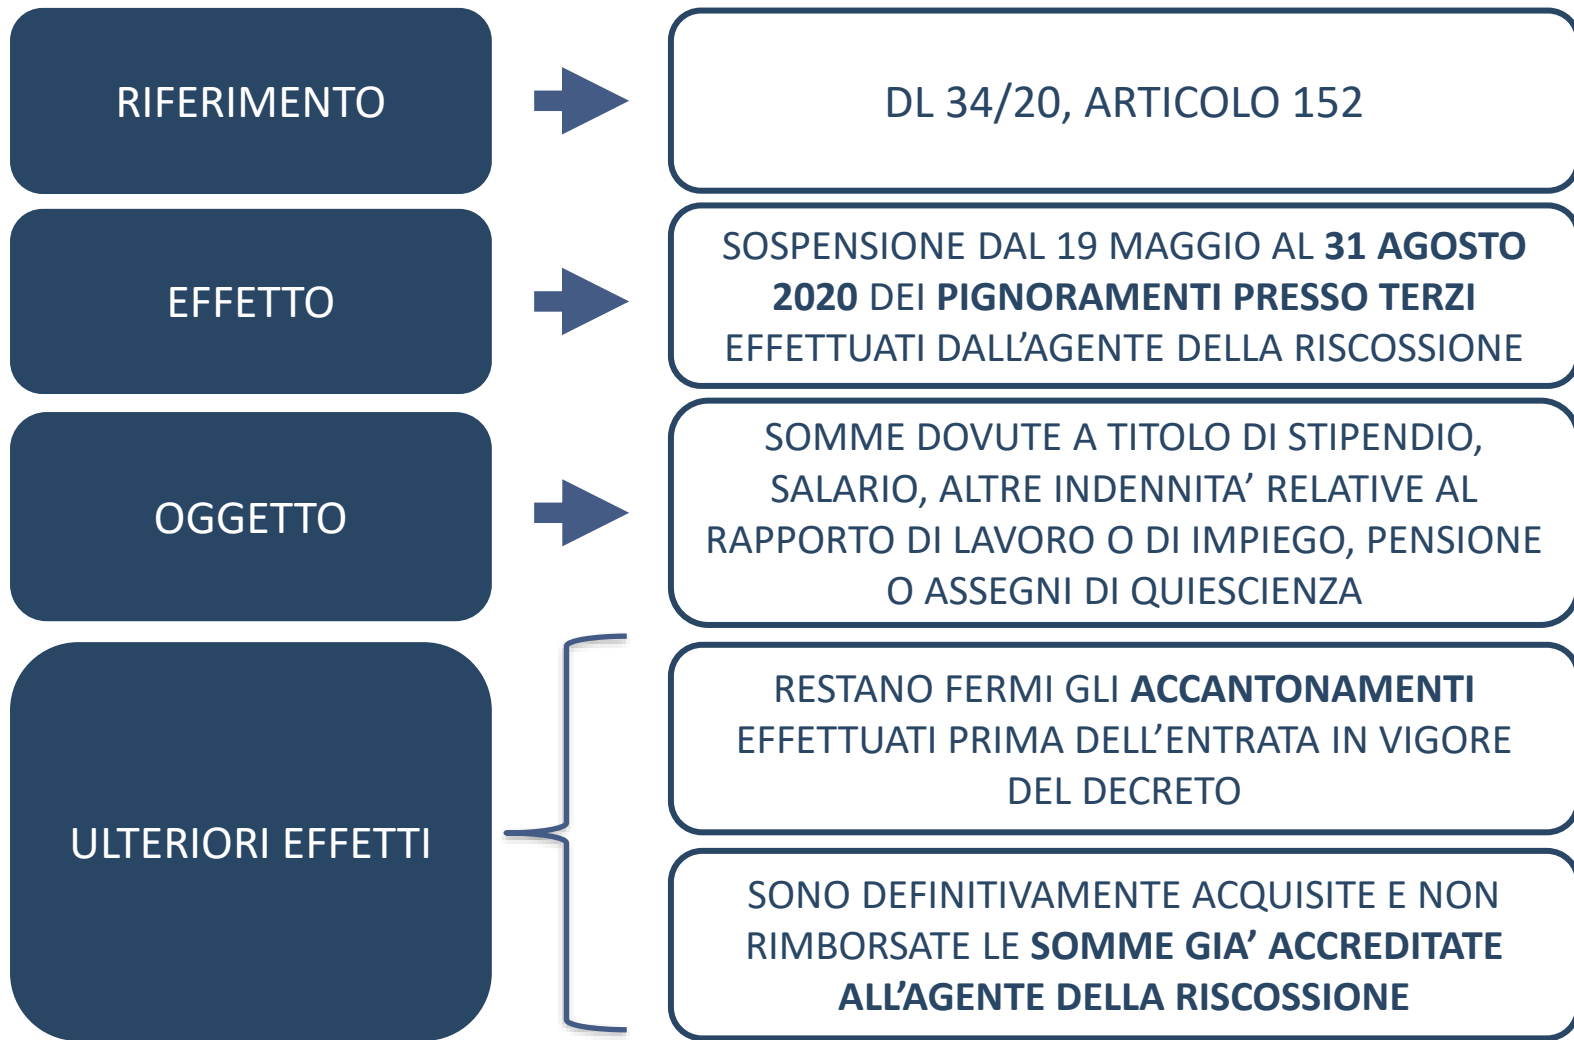 RIFERIMENTO
DL 34/20, ARTICOLO 152
EFFETTO
SOSPENSIONE DAL 19 MAGGIO AL 31 AGOSTO
2020 DEI PIGNORAMENTI PRESSO TERZI
EFFETTUATI DALL’AGENTE DELLA RISCOSSIONE
OGGETTO
SOMME DOVUTE A TITOLO DI STIPENDIO,
SALARIO, ALTRE INDENNITA’ RELATIVE AL
RAPPORTO DI LAVORO O DI IMPIEGO, PENSIONE
O ASSEGNI DI QUIESCIENZA
ULTERIORI EFFETTI
RESTANO FERMI GLI ACCANTONAMENTI
EFFETTUATI PRIMA DELL’ENTRATA IN VIGORE
DEL DECRETO
SONO DEFINITIVAMENTE ACQUISITE E NON
RIMBORSATE LE SOMME GIA’ ACCREDITATE
ALL’AGENTE DELLA RISCOSSIONE